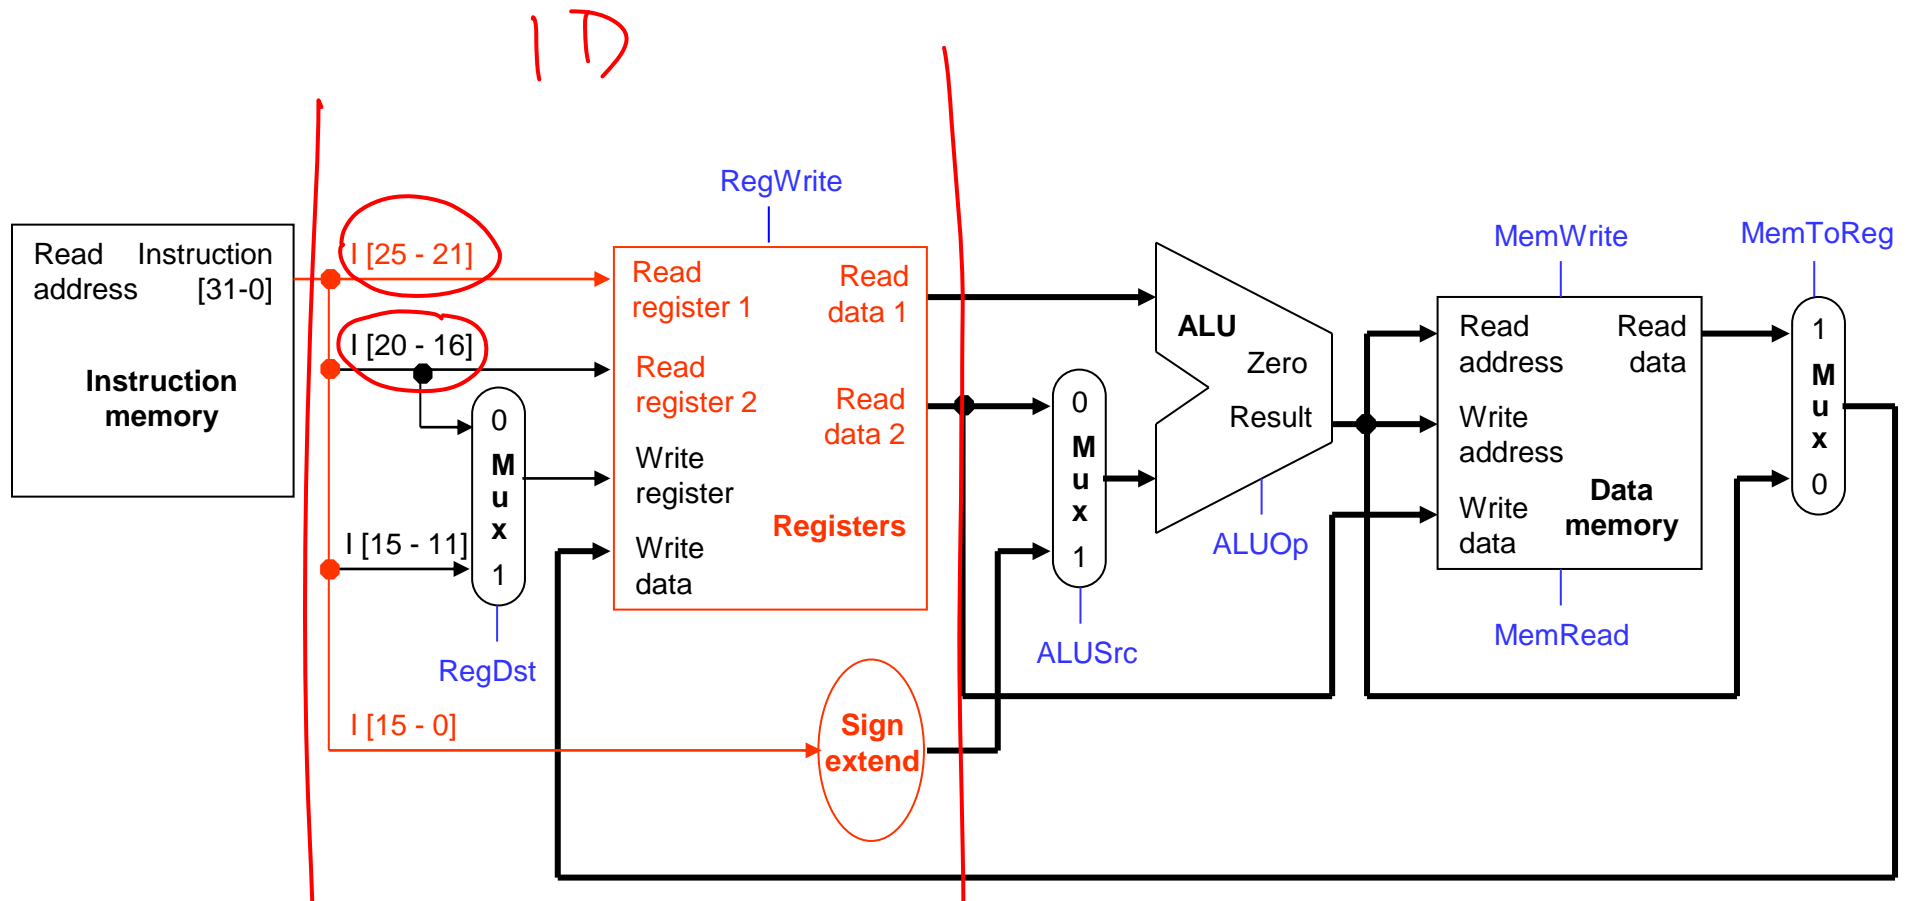 ID
RegWrite
Read address
Instruction [31-0]
Instruction memory
I [25 - 21]
I [20 - 16]
I [15 - 11]
I [15 - 0]
0
M
u
x
1
RegDst
Read register 1
Read data 1
Read register 2
Read data 2
Write register
Registers
Write data
Sign extend
0
M
u
x
1
ALUSrc
ALU
Zero
Result
ALUOp
MemWrite
Read address
Read data
Write address
Write data
Data memory
MemRead
MemToReg
1
M
u
x
0